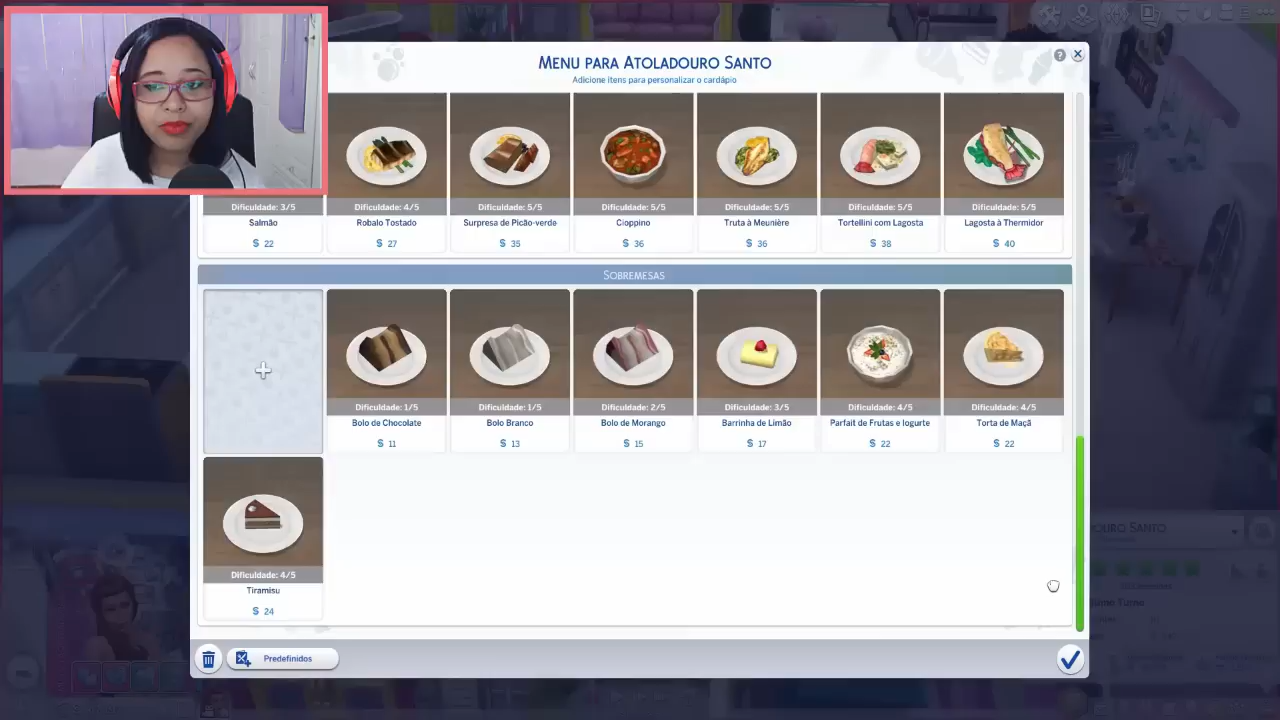 MENU PARA ATOLADOURO SANTO
Adicione itens para personalizar o cardápio
Dificuldade: 3/5
Dificuldade: 4/5
Dificuldade: 5/5
Dificuldade: 5/5
Dificuldade: 5/5
Dificuldade: 5/5
Dificuldade: 5/5
Salmão
Robalo Tostado
Surpresa de Picão-verde
Cioppino
Truta à Meunière
Tortellini com Lagosta
Lagosta à Thermidor
$ 22
$ 27
$ 35
$ 36
$ 36
$ 38
$ 40
SOBREMESAS
Dificuldade: 1/5
Dificuldade: 1/5
Dificuldade: 2/5
Dificuldade: 3/5
Dificuldade: 4/5
Dificuldade: 4/5
Bolo de Chocolate
Bolo Branco
Bolo de Morango
Barrinha de Limão
Parfait de Frutas e Iogurte
Torta de Maçã
$ 11
$ 13
$ 15
$ 17
$ 22
$ 22
Dificuldade: 4/5
Tiramisu
$ 24
OURO SANTO
Predefinidos